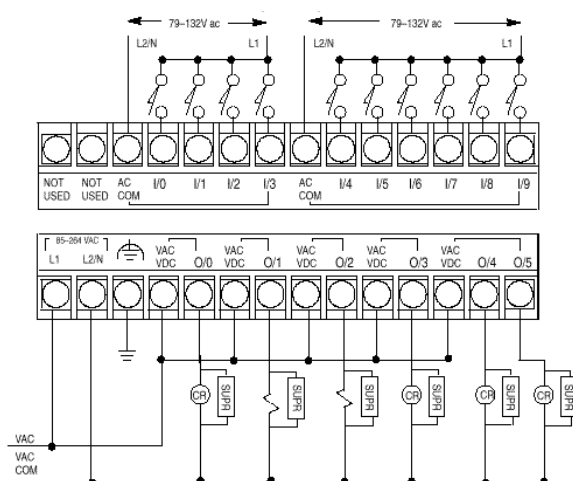 79–132V ac 79–132V ac
L2/N L1 L2/N L1
NOT USED NOT USED AC COM I/0 I/1 I/2 I/3 AC COM I/4 I/5 I/6 I/7 I/8 I/9
85–264 VAC
L1 L2/N VAC VDC O/0 VAC VDC O/1 VAC VDC O/2 VAC VDC O/3 VAC VDC O/4 O/5
CR SUPR SUPR SUPR CR SUPR CR SUPR CR SUPR
VAC
VAC
COM